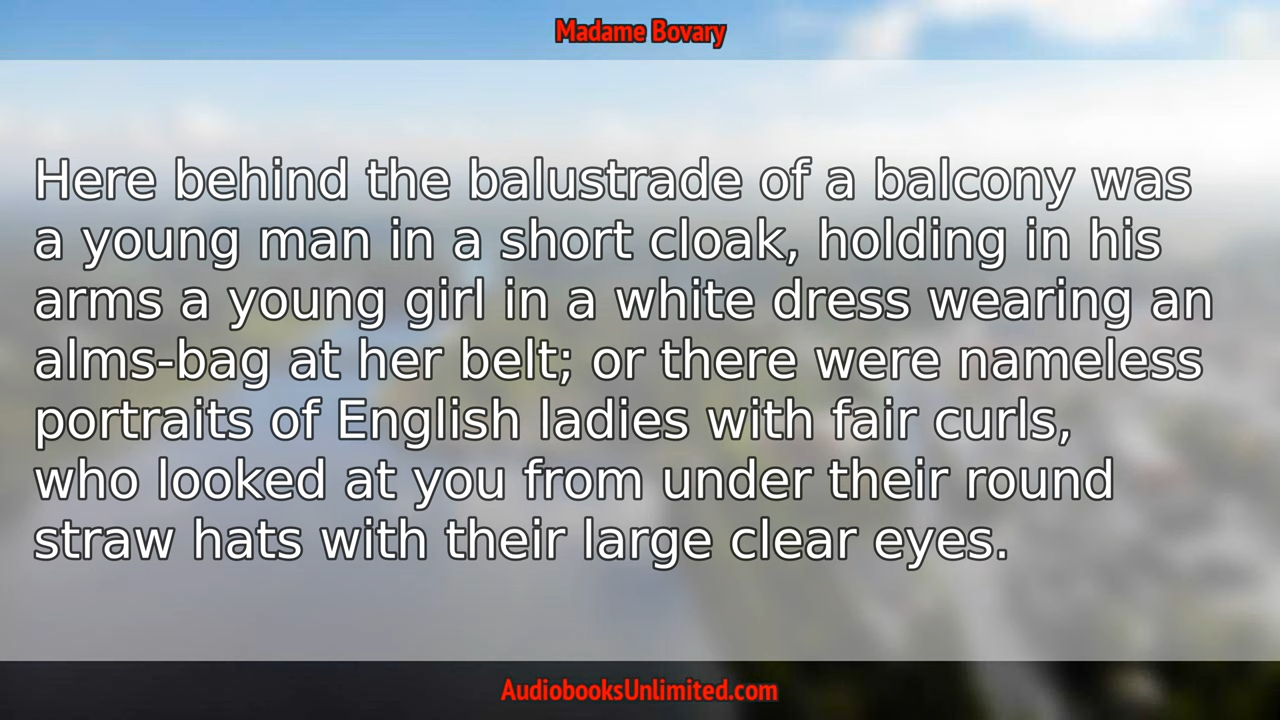 Madame Bovary
Here behind the balustrade of a balcony was
a young man in a short cloak, holding in his
arms a young girl in a white dress wearing an
alms-bag at her belt; or there were nameless
portraits of English ladies with fair curls,
who looked at you from under their round
straw hats with their large clear eyes.
AudiobooksUnlimited.com